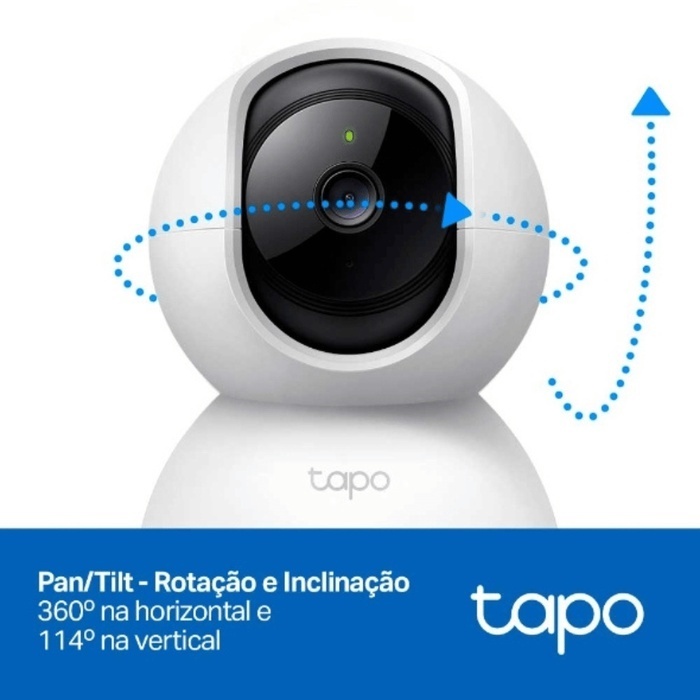 tapo
Pan/Tilt - Rotação e Inclinação
360º na horizontal e
114º na vertical
tapo